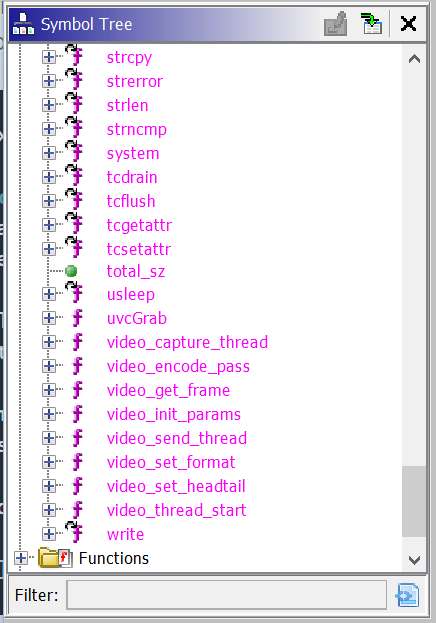 Symbol Tree
strcpy
strerror
strlen
strncmp
system
tcdrain
tcflush
tcgetattr
tcsetattr
total_sz
usleep
uvcGrab
video_capture_thread
video_encode_pass
video_get_frame
video_init_params
video_send_thread
video_set_format
video_set_headtail
video_thread_start
write
Functions
Filter: